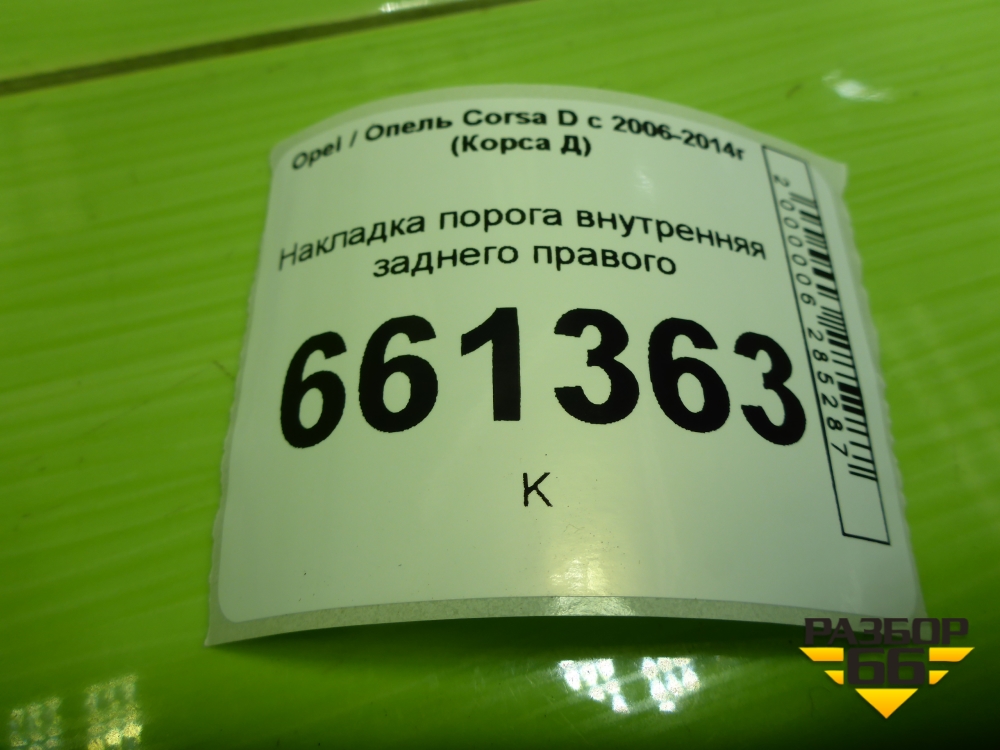 Opel / Опель Corsa D с 2006-2014г
(Корса Д)
Накладка порога внутренняя
заднего правого
661363
К
2000006285287
РАЗБОР
66